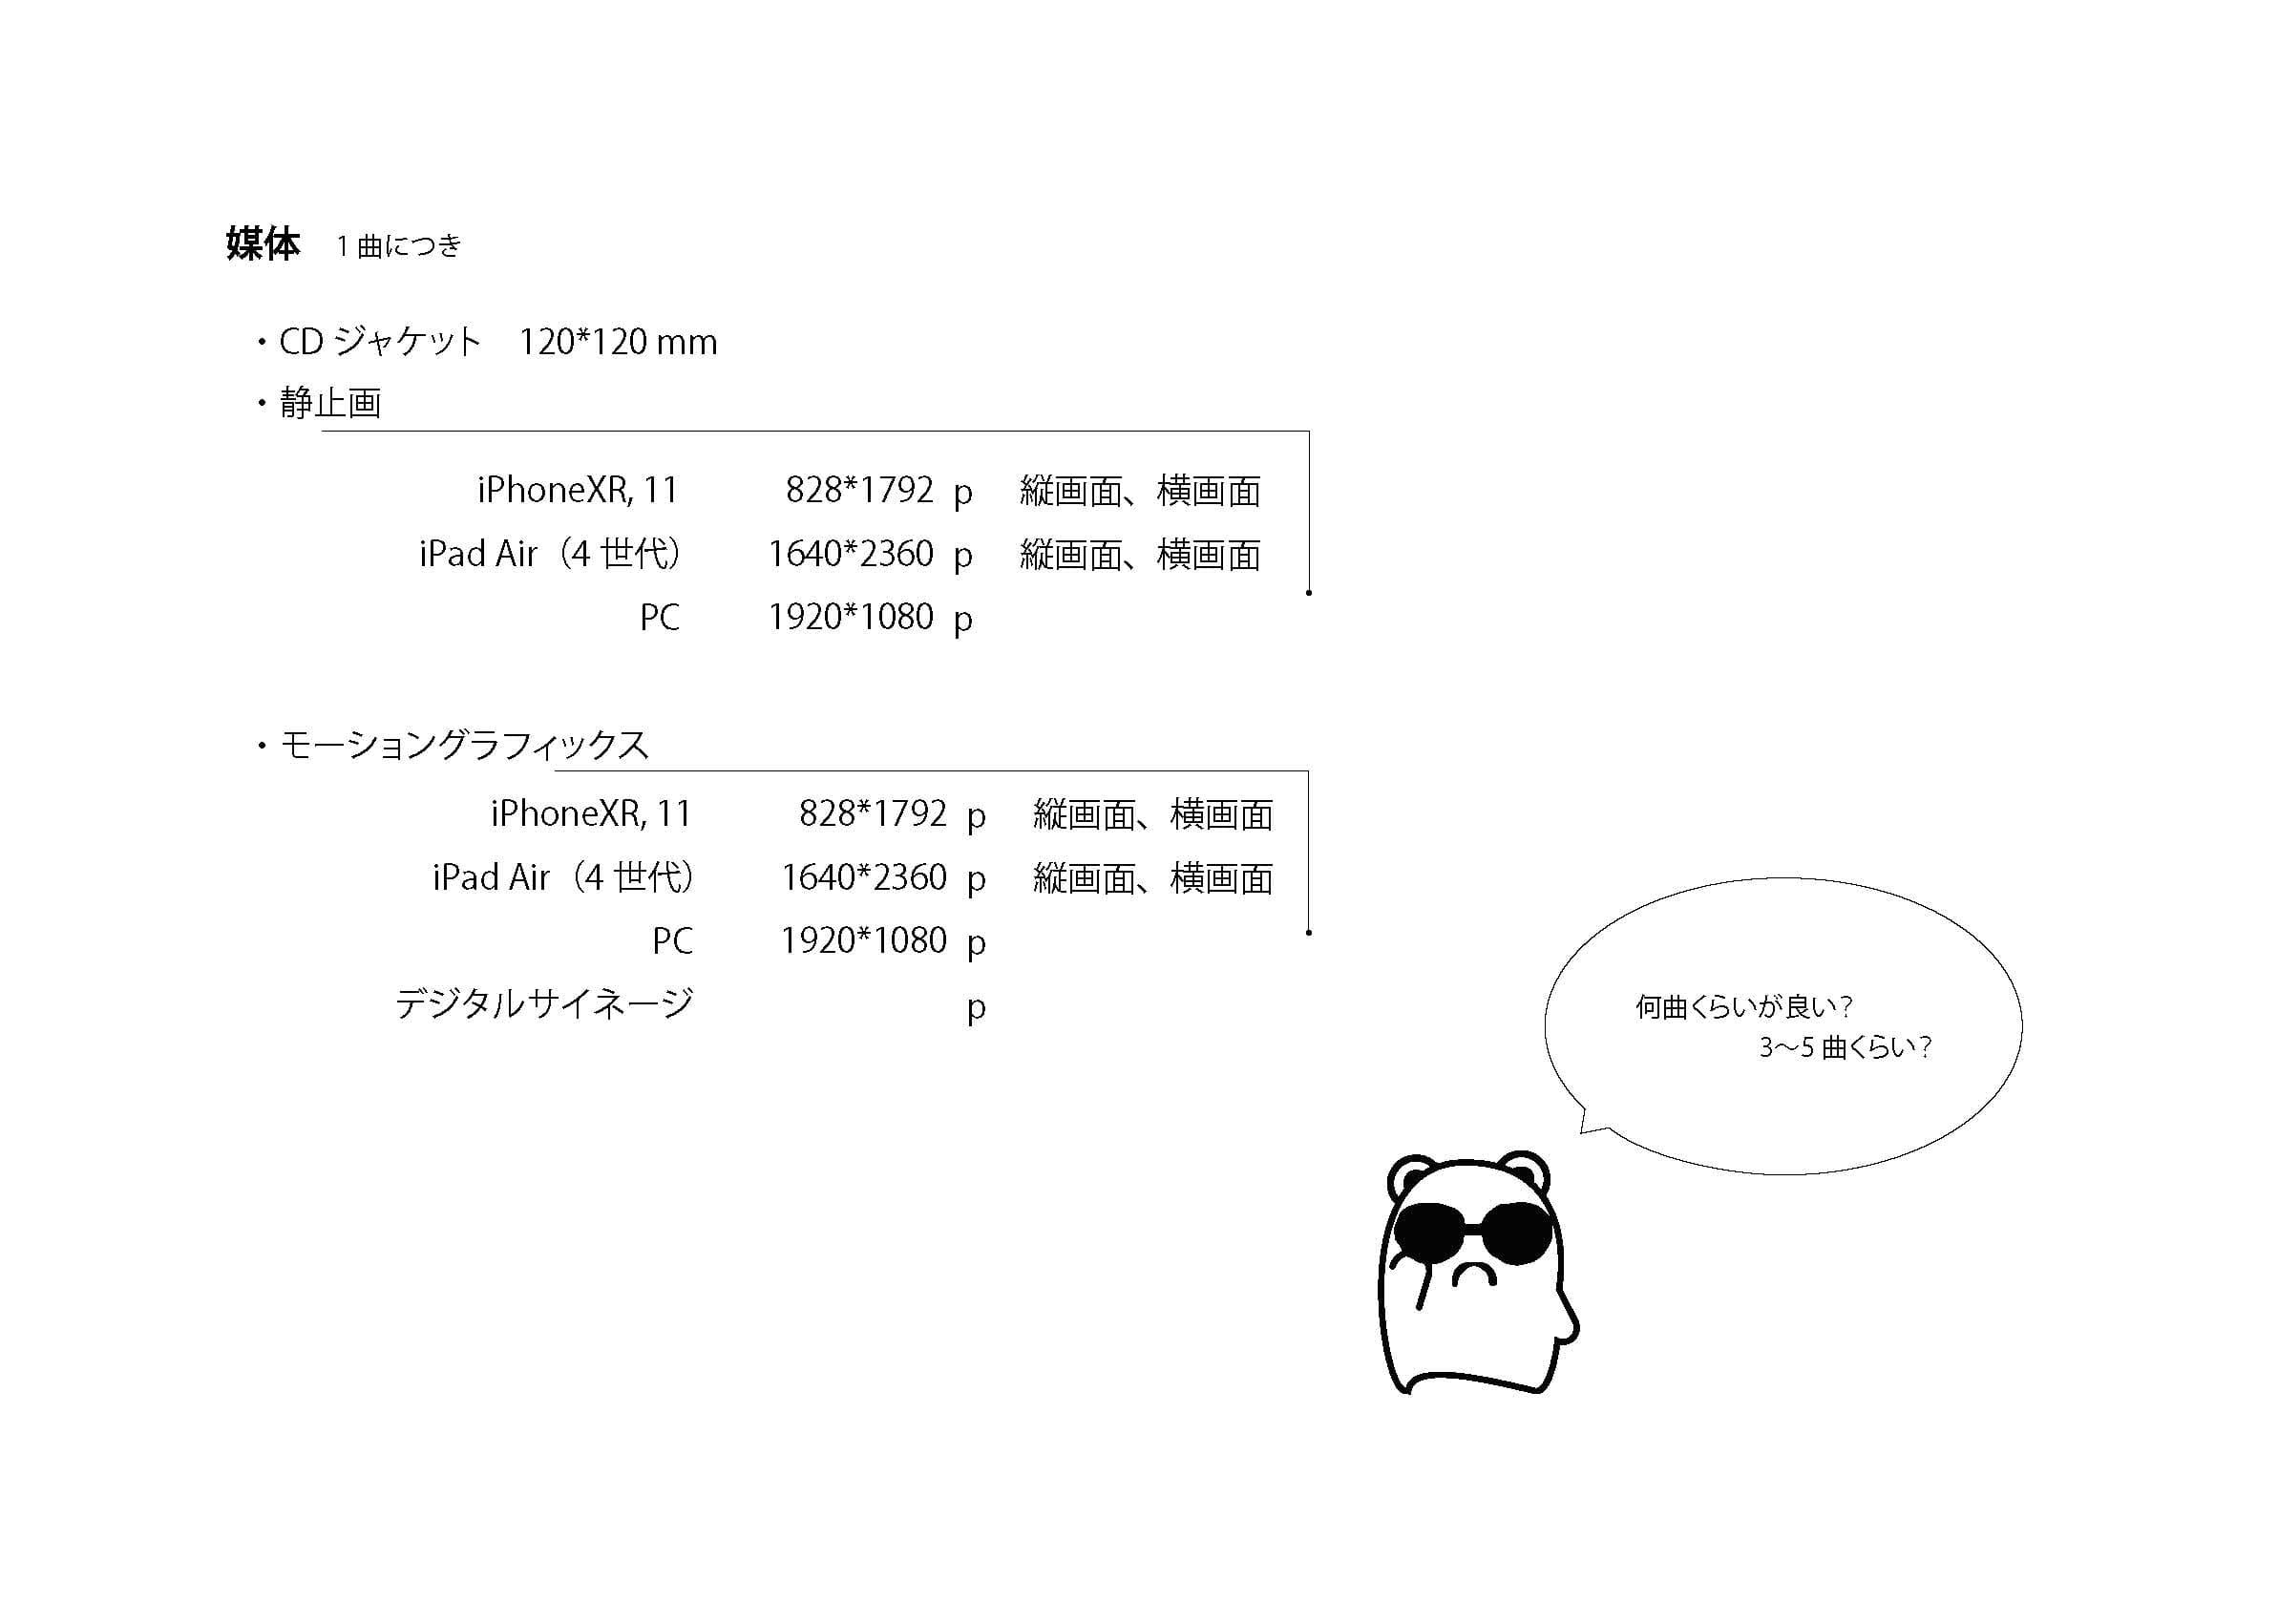 媒体　1 曲につき
・CD ジャケット　120*120 mm
・静止画
iPhoneXR, 11　828*1792 p　縦画面、横画面
iPad Air（4 世代）　1640*2360 p　縦画面、横画面
PC　1920*1080 p
・モーショングラフィックス
iPhoneXR, 11　828*1792 p　縦画面、横画面
iPad Air（4 世代）　1640*2360 p　縦画面、横画面
PC　1920*1080 p
デジタルサイネージ　p
何曲くらいが良い？
3～5 曲くらい？